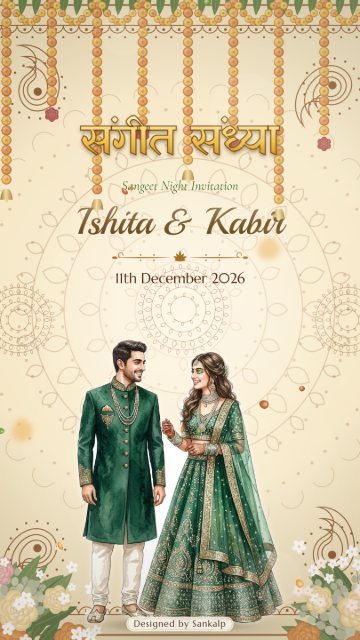 संगीत संध्या
Sangeet Night Invitation
Ishita & Kabir
11th December 2026
Designed by Sankalp